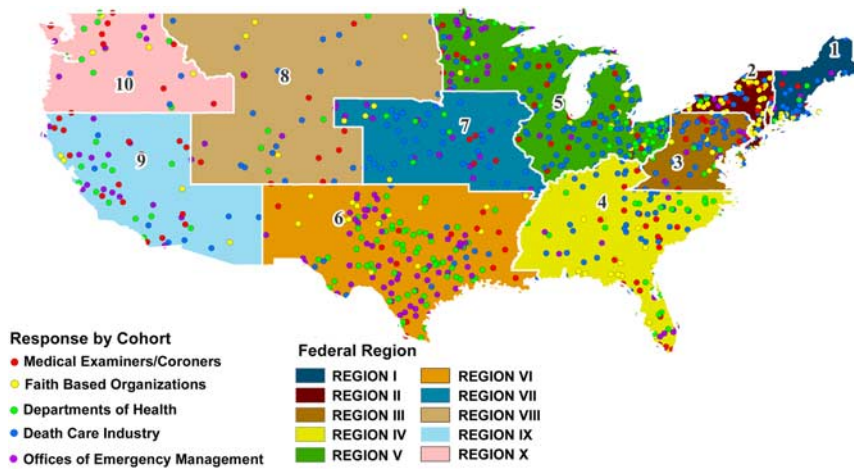 1
2
10
8
5
7
9
3
4
6
Response by Cohort
Medical Examiners/Coroners
Faith Based Organizations
Departments of Health
Death Care Industry
Offices of Emergency Management
Federal Region
REGION I
REGION II
REGION III
REGION IV
REGION V
REGION VI
REGION VII
REGION VIII
REGION IX
REGION X